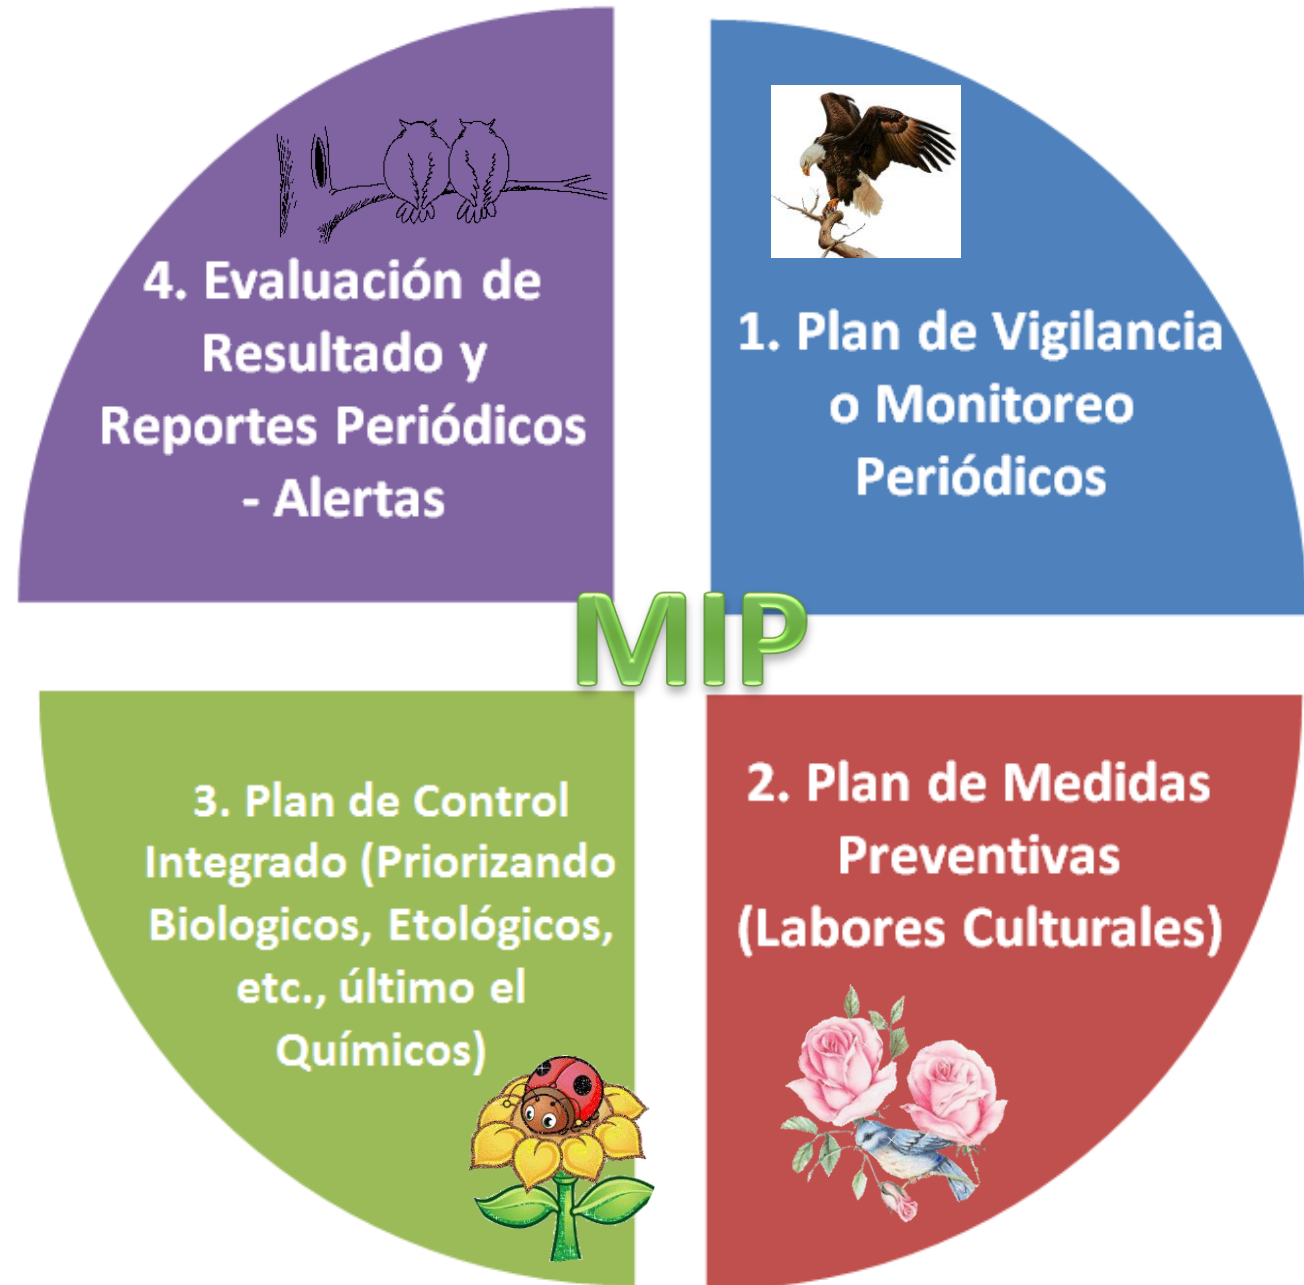 1. Plan de Vigilancia
o Monitoreo
Periódicos
2. Plan de Medidas
Preventivas
(Labores Culturales)
3. Plan de Control
Integrado (Priorizando
Biologicos, Etológicos,
etc., último el
Químicos)
4. Evaluación de
Resultado y
Reportes Periódicos
- Alertas
MIP